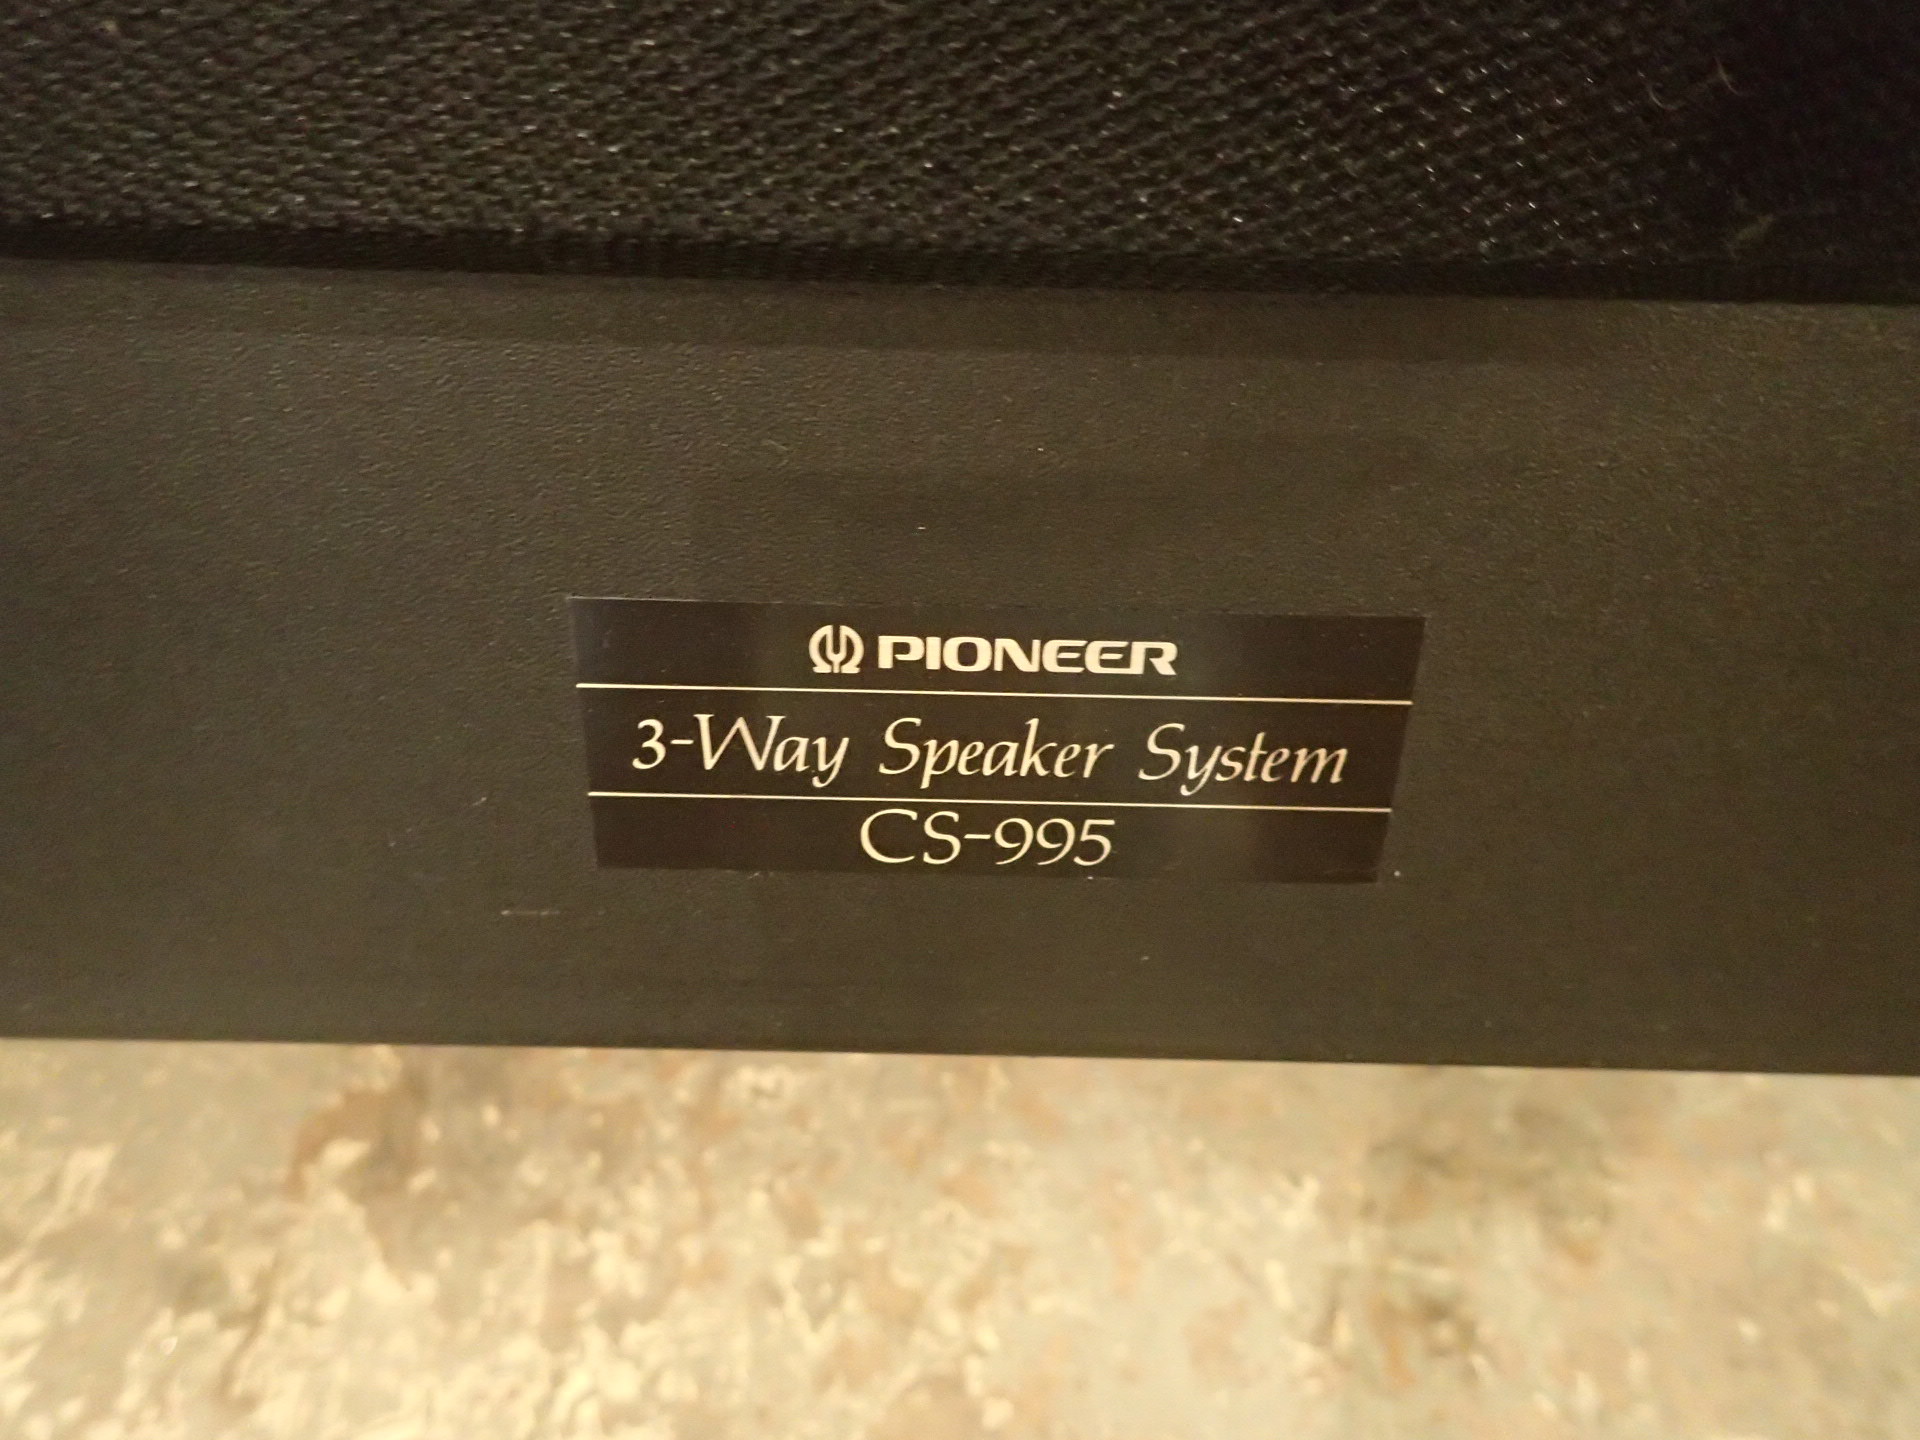 PIONEER
3-Way Speaker System
CS-995